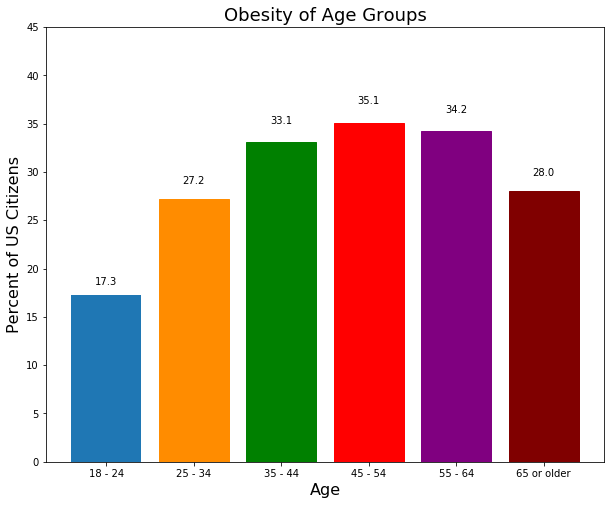 Obesity of Age Groups
45
40
35
30
25
20
15
10
5
0
Percent of US Citizens
17.3
27.2
33.1
35.1
34.2
28.0
18 - 24
25 - 34
35 - 44
45 - 54
55 - 64
65 or older
Age